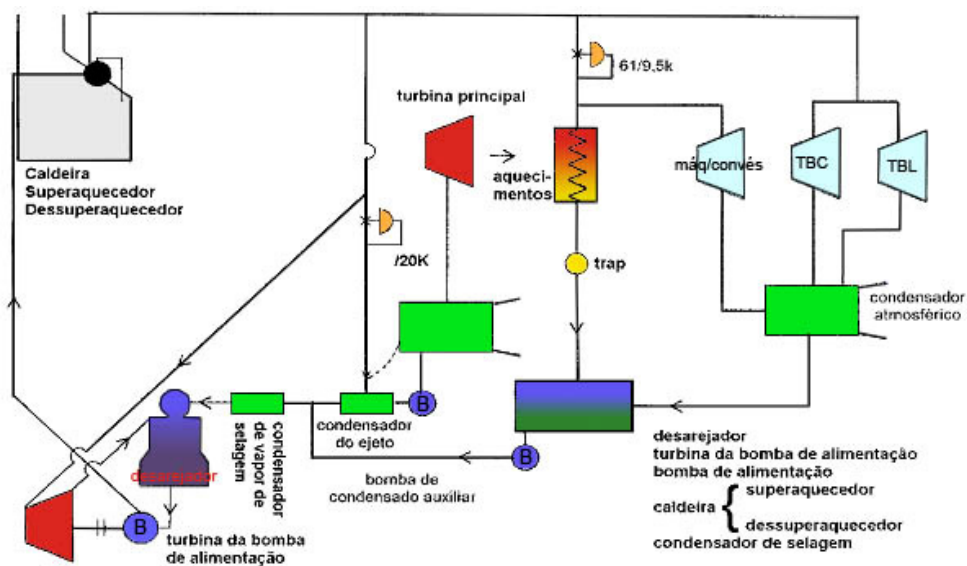 61/9,5k
turbina principal
aqueci-
mentos
máq/convés
TBC
TBL
Caldeira
Superaquecedor
Dessuperaquecedor
/20K
trap
condensador
atmosférico
B
condensador
do ejeto
condensador
de vapor de
selagem
desarejador
B
bomba de
condensado auxiliar
B
turbina da bomba
de alimentação
desarejador
turbina da bomba de alimentação
bomba de alimentação
caldeira
superaquecedor
dessuperaquecedor
condensador de selagem